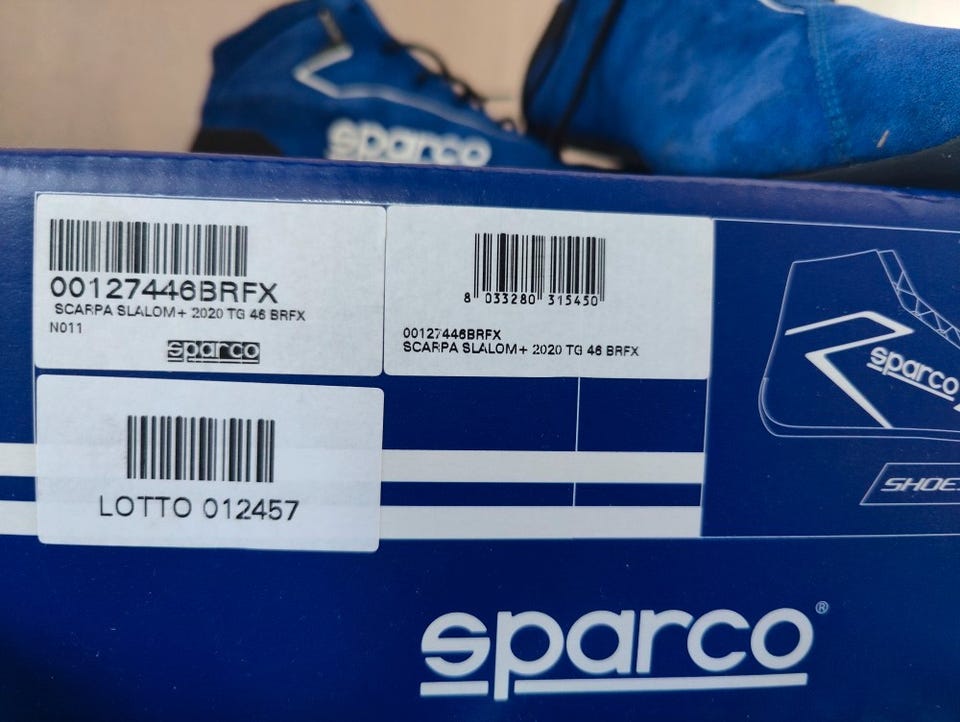 sparco
00127446BRFX
SCARPA SLALOM+ 2020 TG 46 BRFX
N011
sparco
8 033280 315450
00127446BRFX
SCARPA SLALOM+ 2020 TG 46 BRFX
sparco
SHOES
LOTTO 012457
sparco®